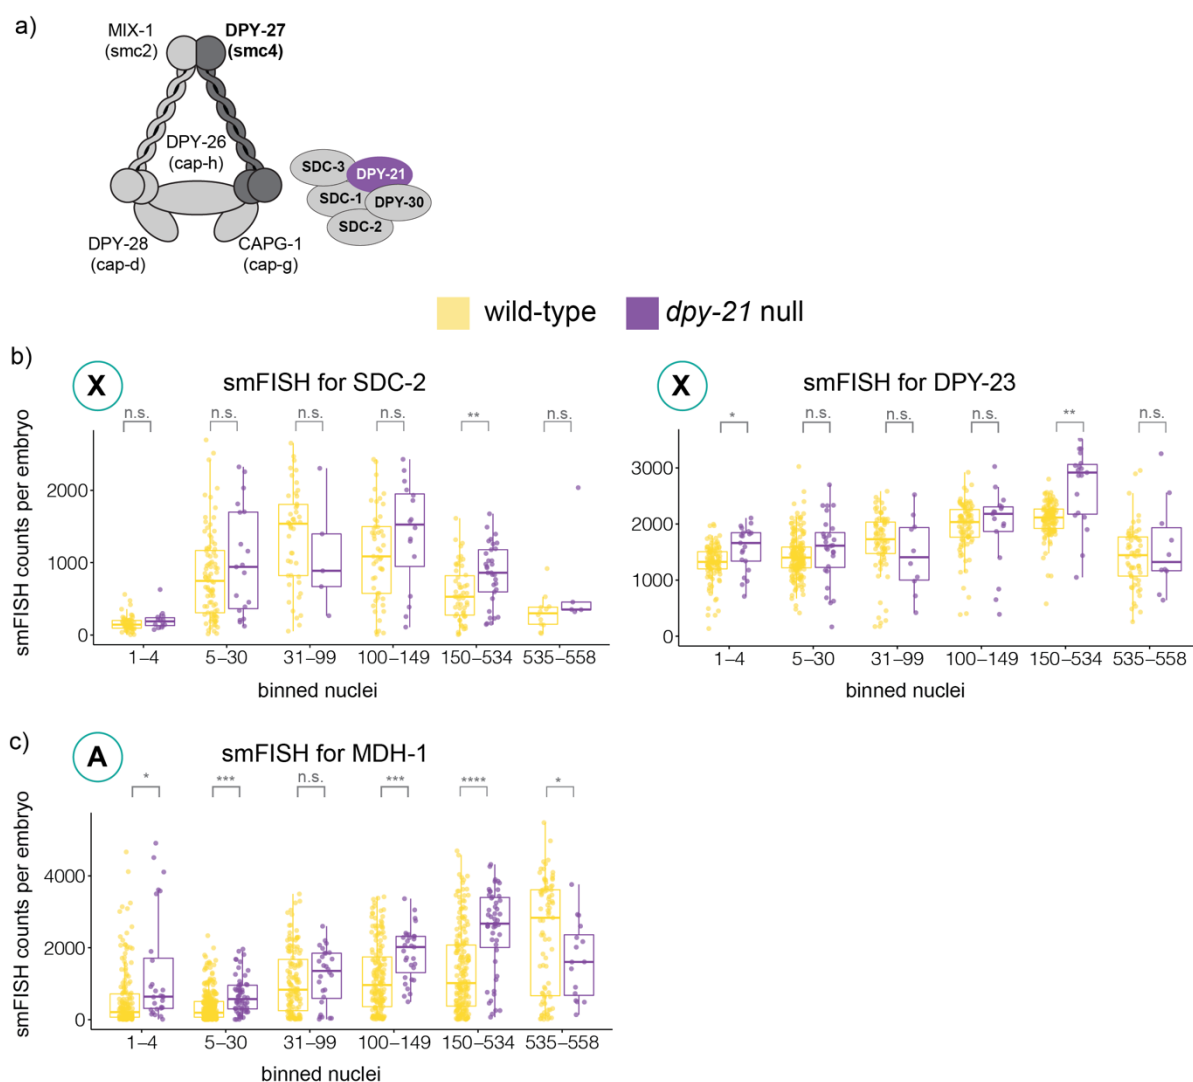 a)
MIX-1
(smc2)
DPY-27
(smc4)
DPY-26
(cap-h)
SDC-3
DPY-21
SDC-1
DPY-30
SDC-2
DPY-28
(cap-d)
CAPG-1
(cap-g)
wild-type
dpy-21 null
b)
X
smFISH for SDC-2
n.s.
n.s.
n.s.
n.s.
**
n.s.
smFISH counts per embryo
2000
1000
0
1–4
5–30
31–99
100–149
150–534
535–558
binned nuclei
X
smFISH for DPY-23
*
n.s.
n.s.
n.s.
**
n.s.
3000
2000
1000
0
1–4
5–30
31–99
100–149
150–534
535–558
binned nuclei
c)
A
smFISH for MDH-1
*
***
n.s.
***
****
*
smFISH counts per embryo
4000
2000
0
1–4
5–30
31–99
100–149
150–534
535–558
binned nuclei